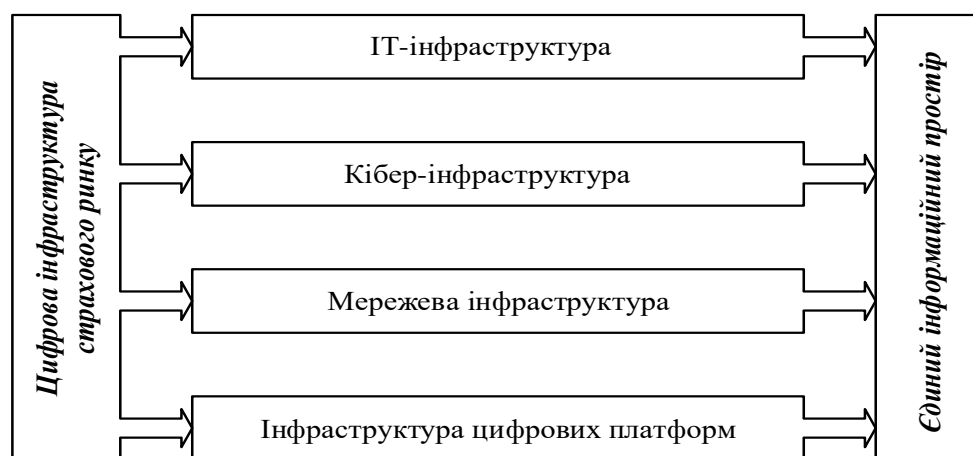 Цифрова інфраструктура
страхового ринку
ІТ-інфраструктура
Кібер-інфраструктура
Мережева інфраструктура
Інфраструктура цифрових платформ
Єдиний інформаційний простір